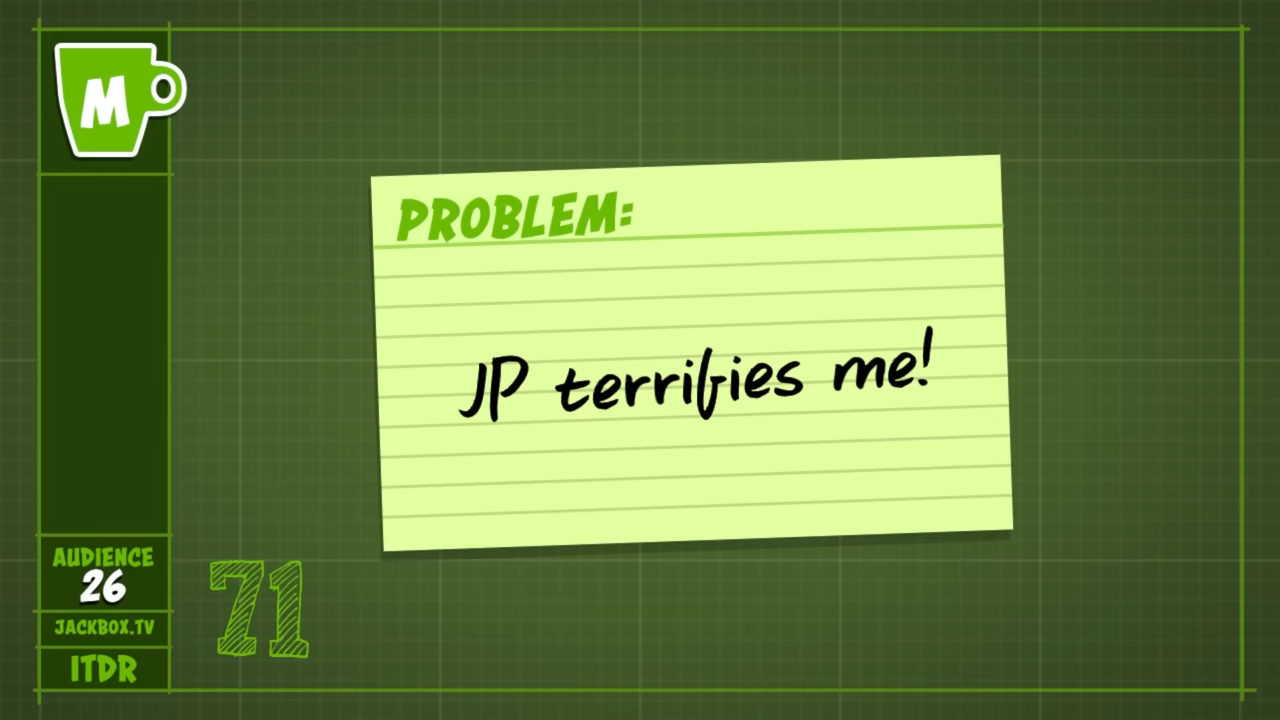 M
PROBLEM:
JP terrifies me!
AUDIENCE
26
JACKBOX.TV
ITDR
71